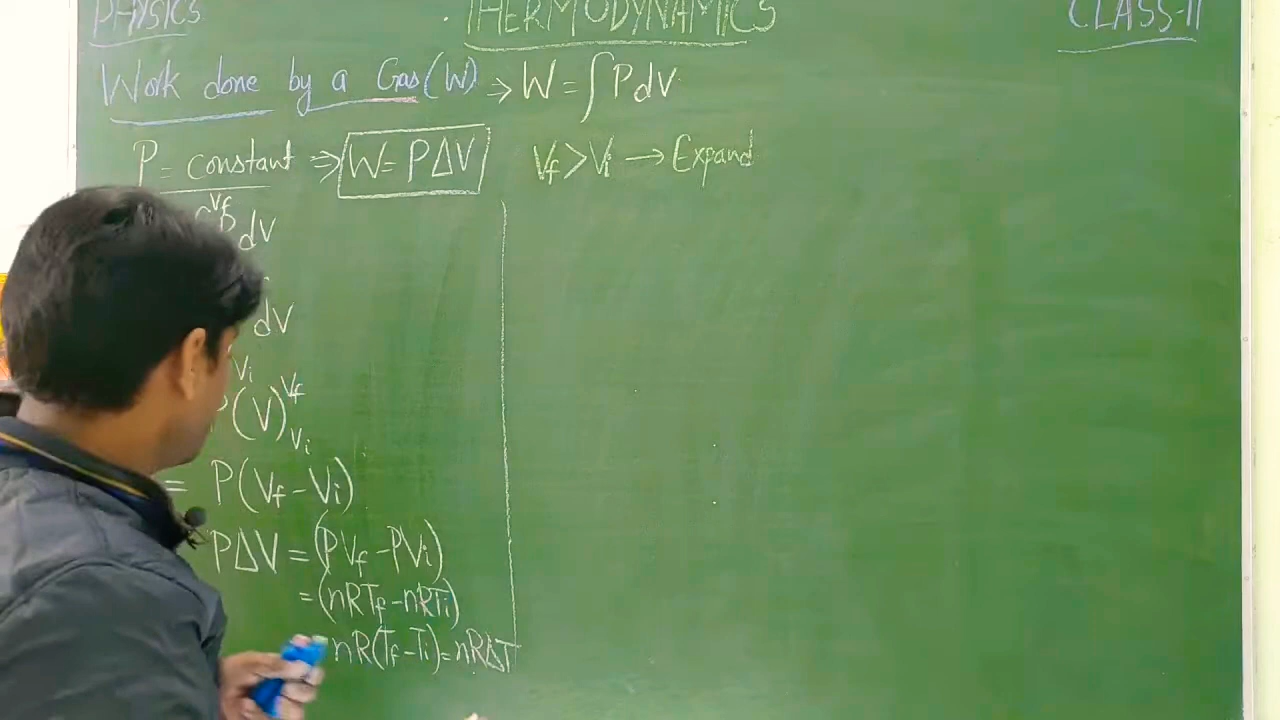 PHYSICS THERMODYNAMICS CLASS-11
Work done by a Gas (W) → W = ∫PdV
P = constant ⇒ W = PΔV Vf > Vi → Expand
Vf
P dV
dV
Vi
(V) Vf Vi
= P(Vf - Vi)
PΔV = (PVf - PVi)
= (nRTf - nRTi)
nR(Tf - Ti) = nRΔT